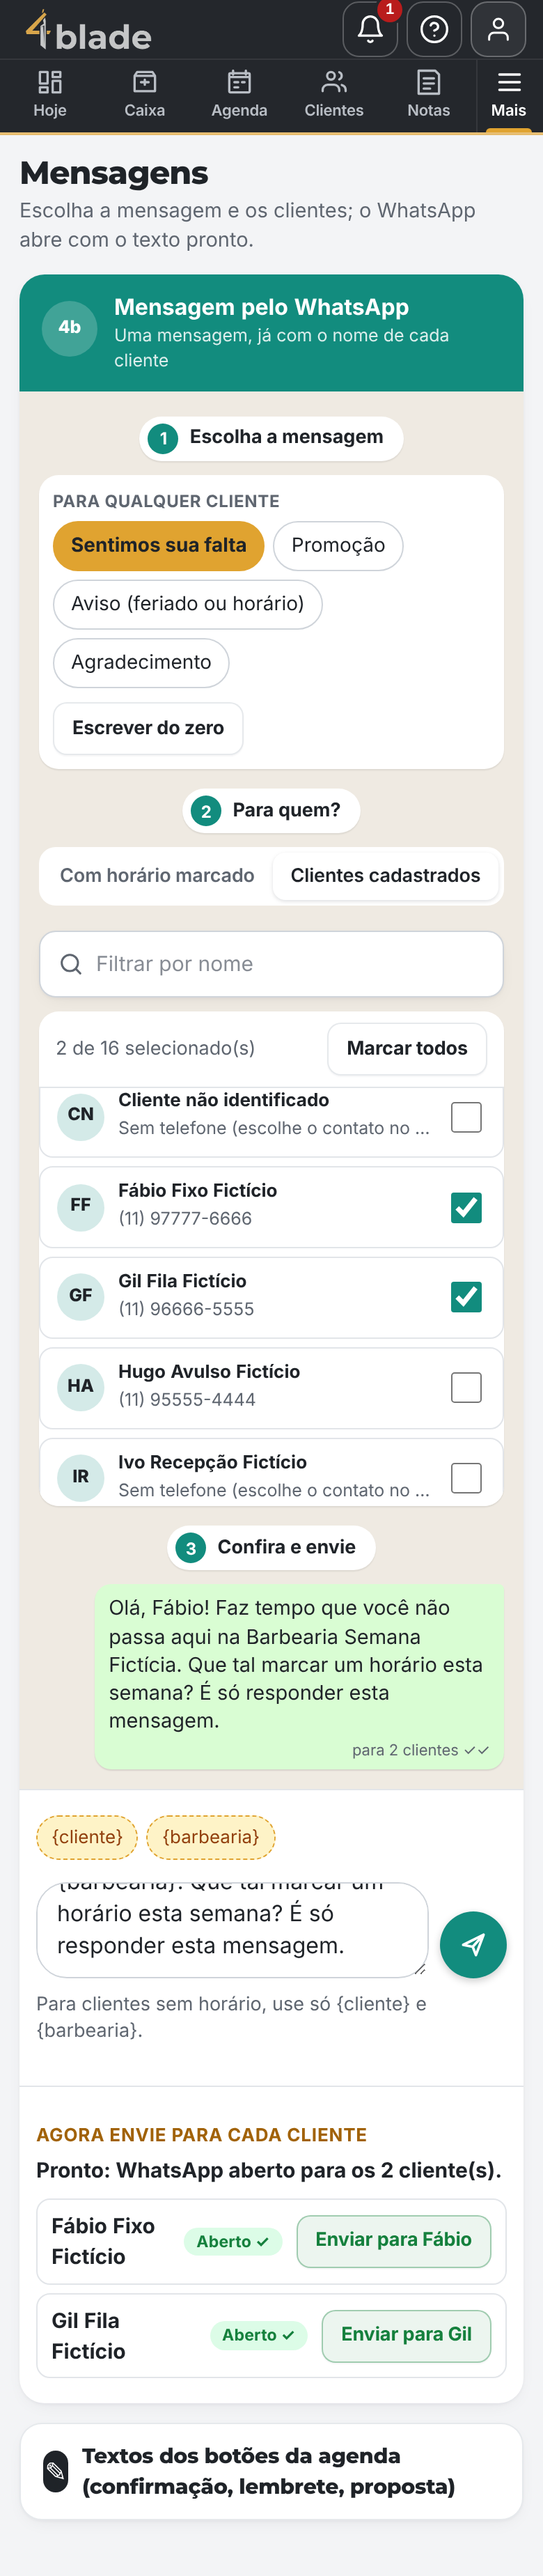 4blade
1
Hoje
Caixa
Agenda
Clientes
Notas
Mais
Mensagens
Escolha a mensagem e os clientes; o WhatsApp
abre com o texto pronto.
4b
Mensagem pelo WhatsApp
Uma mensagem, já com o nome de cada
cliente
1 Escolha a mensagem
PARA QUALQUER CLIENTE
Sentimos sua falta
Promoção
Aviso (feriado ou horário)
Agradecimento
Escrever do zero
2 Para quem?
Com horário marcado
Clientes cadastrados
Filtrar por nome
2 de 16 selecionado(s)
Marcar todos
CN
Cliente não identificado
Sem telefone (escolhe o contato no ...
FF
Fábio Fixo Fictício
(11) 97777-6666
GF
Gil Fila Fictício
(11) 96666-5555
HA
Hugo Avulso Fictício
(11) 95555-4444
IR
Ivo Recepção Fictício
Sem telefone (escolhe o contato no ...
3 Confira e envie
Olá, Fábio! Faz tempo que você não
passa aqui na Barbearia Semana
Fictícia. Que tal marcar um horário esta
semana? É só responder esta
mensagem.
para 2 clientes ✓✓
{cliente}
{barbearia}
{barbearia}. Que tal marcar um
horário esta semana? É só
responder esta mensagem.
Para clientes sem horário, use só {cliente} e
{barbearia}.
AGORA ENVIE PARA CADA CLIENTE
Pronto: WhatsApp aberto para os 2 cliente(s).
Fábio Fixo
Fictício
Aberto ✓
Enviar para Fábio
Gil Fila
Fictício
Aberto ✓
Enviar para Gil
Textos dos botões da agenda
(confirmação, lembrete, proposta)